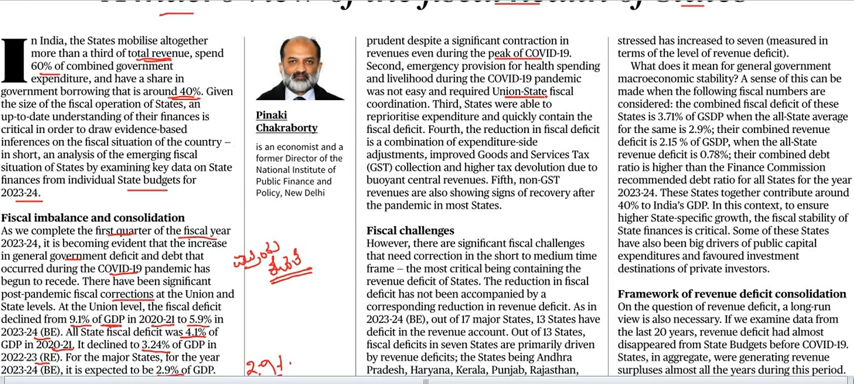 A finer view of the fiscal health of States
In India, the States mobilise altogether
more than a third of total revenue, spend
60% of combined government
expenditure, and have a share in
government borrowing that is around 40%. Given
the size of the fiscal operation of States, an
up-to-date understanding of their finances is
critical in order to draw evidence-based
inferences on the fiscal situation of the country –
in short, an analysis of the emerging fiscal
situation of States by examining key data on State
finances from individual State budgets for
2023-24.
Fiscal imbalance and consolidation
As we complete the first quarter of the fiscal year
2023-24, it is becoming evident that the increase
in general government deficit and debt that
occurred during the COVID-19 pandemic has
begun to recede. There have been significant
post-pandemic fiscal corrections at the Union and
State levels. At the Union level, the fiscal deficit
declined from 9.1% of GDP in 2020-21 to 5.9% in
2023-24 (BE). All State fiscal deficit was 4.1% of
GDP in 2020-21. It declined to 3.24% of GDP in
2022-23 (RE). For the major States, for the year
2023-24 (BE), it is expected to be 2.9% of GDP.
Pinaki
Chakraborty
is an economist and a
former Director of the
National Institute of
Public Finance and
Policy, New Delhi
2.9%
prudent despite a significant contraction in
revenues even during the peak of COVID-19.
Second, emergency provision for health spending
and livelihood during the COVID-19 pandemic
was not easy and required Union-State fiscal
coordination. Third, States were able to
reprioritise expenditure and quickly contain the
fiscal deficit. Fourth, the reduction in fiscal deficit
is a combination of expenditure-side
adjustments, improved Goods and Services Tax
(GST) collection and higher tax devolution due to
buoyant central revenues. Fifth, non-GST
revenues are also showing signs of recovery after
the pandemic in most States.
Fiscal challenges
However, there are significant fiscal challenges
that need correction in the short to medium time
frame – the most critical being containing the
revenue deficit of States. The reduction in fiscal
deficit has not been accompanied by a
corresponding reduction in revenue deficit. As in
2023-24 (BE), out of 17 major States, 13 States have
deficit in the revenue account. Out of 13 States,
fiscal deficits in seven States are primarily driven
by revenue deficits; the States being Andhra
Pradesh, Haryana, Kerala, Punjab, Rajasthan,
stressed has increased to seven (measured in
terms of the level of revenue deficit).
What does it mean for general government
macroeconomic stability? A sense of this can be
made when the following fiscal numbers are
considered: the combined fiscal deficit of these
States is 3.71% of GSDP when the all-State average
for the same is 2.9%; their combined revenue
deficit is 2.15 % of GSDP, when the all-State
revenue deficit is 0.78%; their combined debt
ratio is higher than the Finance Commission
recommended debt ratio for all States for the year
2023-24. These States together contribute around
40% to India's GDP. In this context, to ensure
higher State-specific growth, the fiscal stability of
State finances is critical. Some of these States
have also been big drivers of public capital
expenditures and favoured investment
destinations of private investors.
Framework of revenue deficit consolidation
On the question of revenue deficit, a long-run
view is also necessary. If we examine data from
the last 20 years, revenue deficit had almost
disappeared from State Budgets before COVID-19.
States, in aggregate, were generating revenue
surpluses almost all the years during this period.